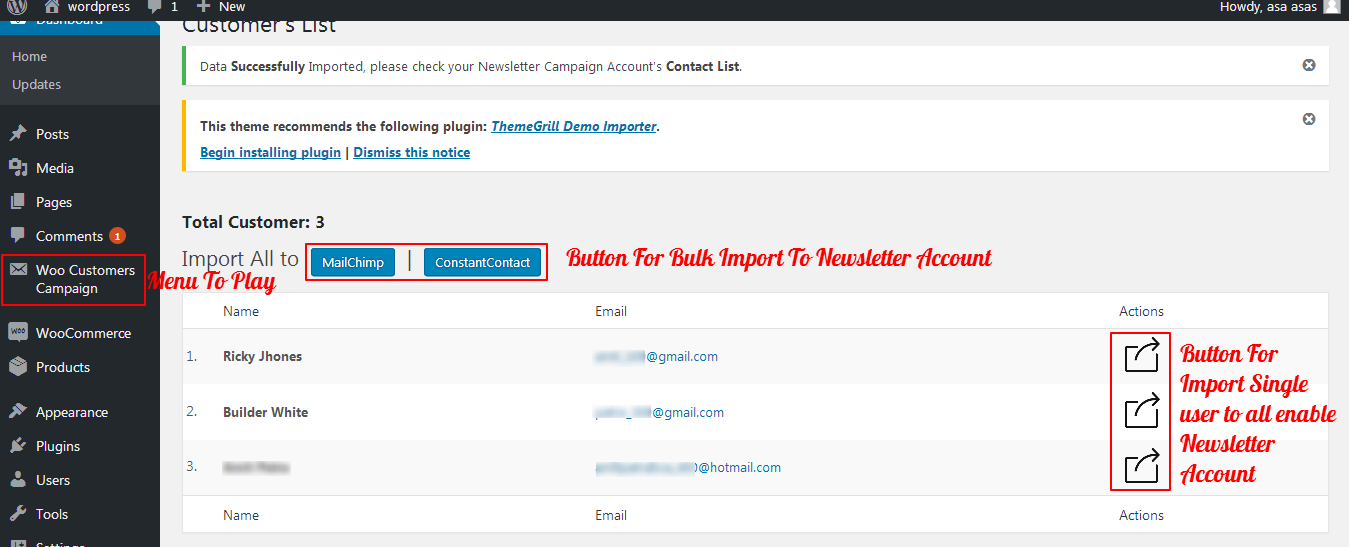 wordpress
1
New
Howdy, asa asas
Dashboard
Customer's List
Home
Updates
Data Successfully Imported, please check your Newsletter Campaign Account's Contact List.
This theme recommends the following plugin: ThemeGrill Demo Importer.
Begin installing plugin | Dismiss this notice
Posts
Media
Pages
Comments 1
Woo Customers
Campaign
WOO WooCommerce
Products
Appearance
Plugins
Users
Tools
Settings
Menu To Play
Total Customer: 3
Import All to MailChimp | ConstantContact
Button For Bulk Import To Newsletter Account
Name Email Actions
1. Ricky Jhones @gmail.com
2. Builder White @gmail.com
3. @hotmail.com
Name Email Actions
Button For
Import Single
user to all enable
Newsletter
Account